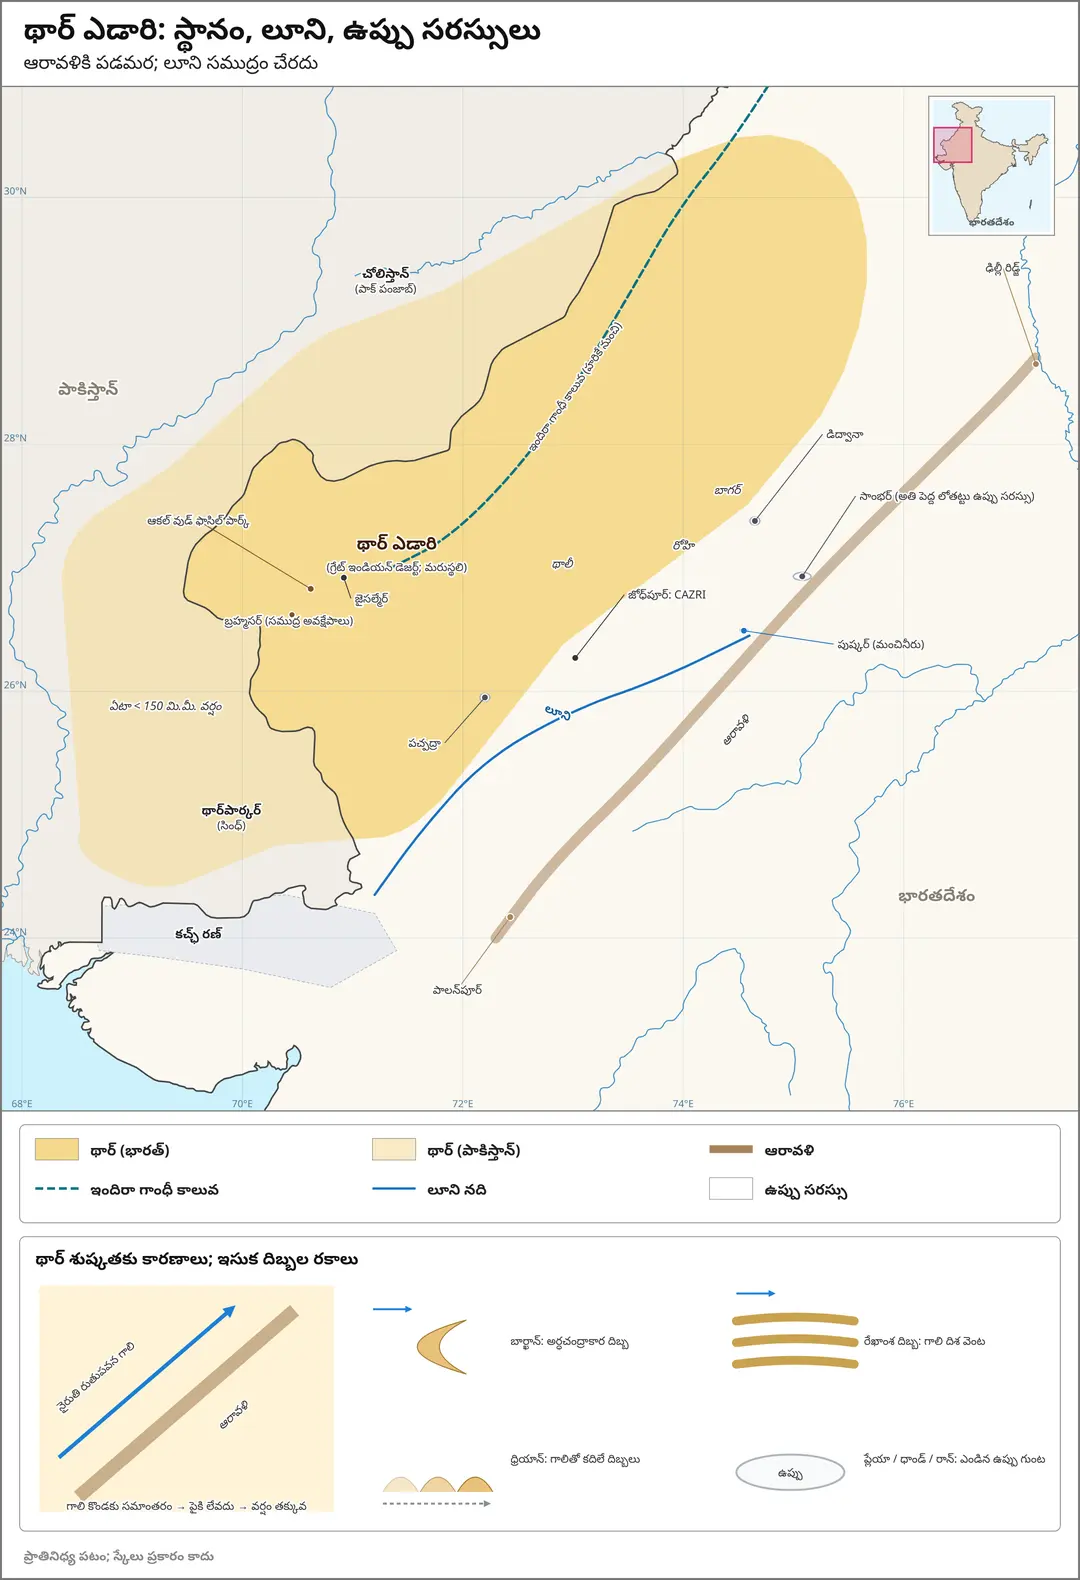 థార్ ఎడారి: స్థానం, లూని, ఉప్పు సరస్సులు
ఆరావళికి పడమర; లూని సముద్రం చేరదు
భారతదేశం
30°N
ఢిల్లీ రిడ్జ్
చోలిస్తాన్
(పాక్ పంజాబ్)
పాకిస్తాన్
ఇందిరా గాంధీ కాలువ (హరికే నుంచి)
28°N
డిద్వానా
బాగర్
సాంభర్ (అతి పెద్ద లోతట్టు ఉప్పు సరస్సు)
ఆకల్ వుడ్ ఫాసిల్ పార్క్
థార్ ఎడారి
రోహి
(గ్రేట్ ఇండియన్ డెజర్ట్; మరుస్థలి)
థాలీ
జైసల్మేర్
జోధ్‌పూర్: CAZRI
బ్రహ్మసర్ (సముద్ర అవక్షేపాలు)
పుష్కర్ (మంచినీరు)
26°N
ఏటా < 150 మి.మీ. వర్షం
లూని
ఆరావళి
పచ్పద్రా
థార్‌పార్కర్
(సింధ్)
భారతదేశం
24°N
కచ్ఛ్ రణ్
పాలన్‌పూర్
68°E
70°E
72°E
74°E
76°E
థార్ (భారత్)
థార్ (పాకిస్తాన్)
ఆరావళి
ఇందిరా గాంధీ కాలువ
లూని నది
ఉప్పు సరస్సు
థార్ శుష్కతకు కారణాలు; ఇసుక దిబ్బల రకాలు
నైరుతి రుతుపవన గాలి
ఆరావళి
గాలి కొండకు సమాంతరం → పైకి లేవదు → వర్షం తక్కువ
బార్ఖాన్: అర్ధచంద్రాకార దిబ్బ
రేఖాంశ దిబ్బ: గాలి దిశ వెంట
ధ్రియాన్: గాలితో కదిలే దిబ్బలు
ఉప్పు
ప్లేయా / ధాండ్ / రాన్: ఎండిన ఉప్పు గుంట
ప్రాతినిధ్య పటం; స్కేలు ప్రకారం కాదు